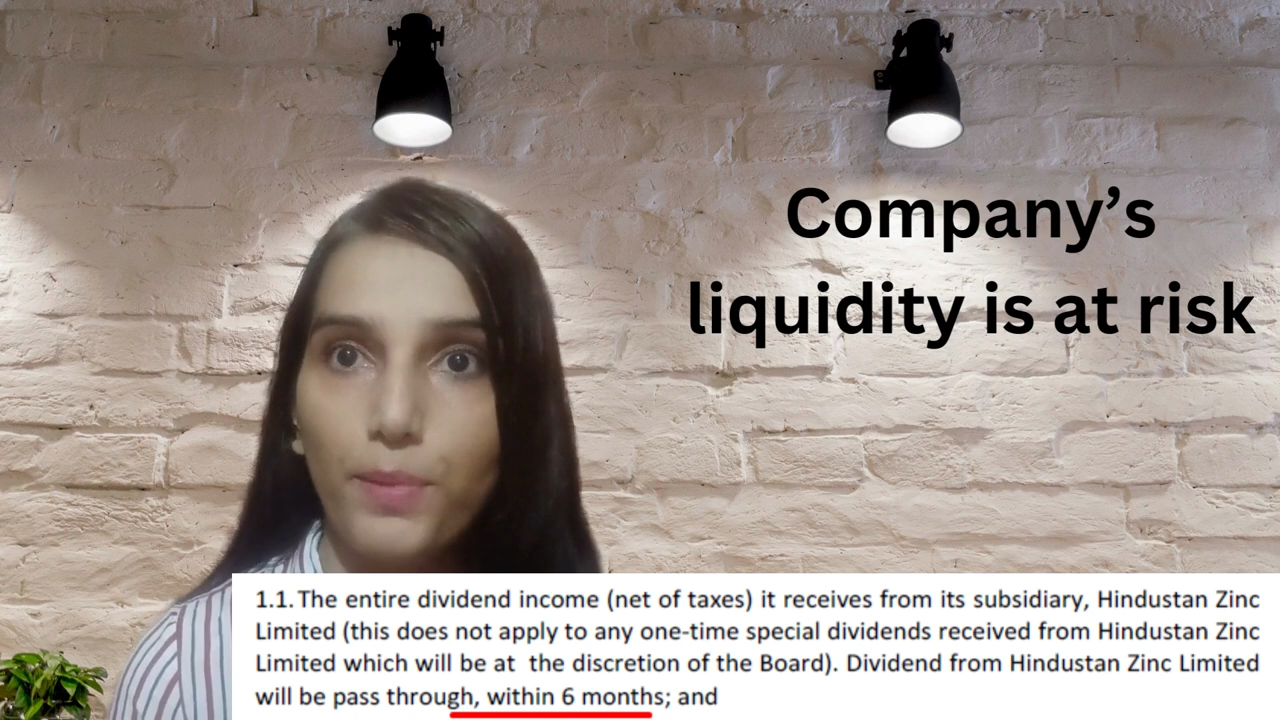 Company’s
liquidity is at risk
1.1. The entire dividend income (net of taxes) it receives from its subsidiary, Hindustan Zinc
Limited (this does not apply to any one-time special dividends received from Hindustan Zinc
Limited which will be at the discretion of the Board). Dividend from Hindustan Zinc Limited
will be pass through, within 6 months; and